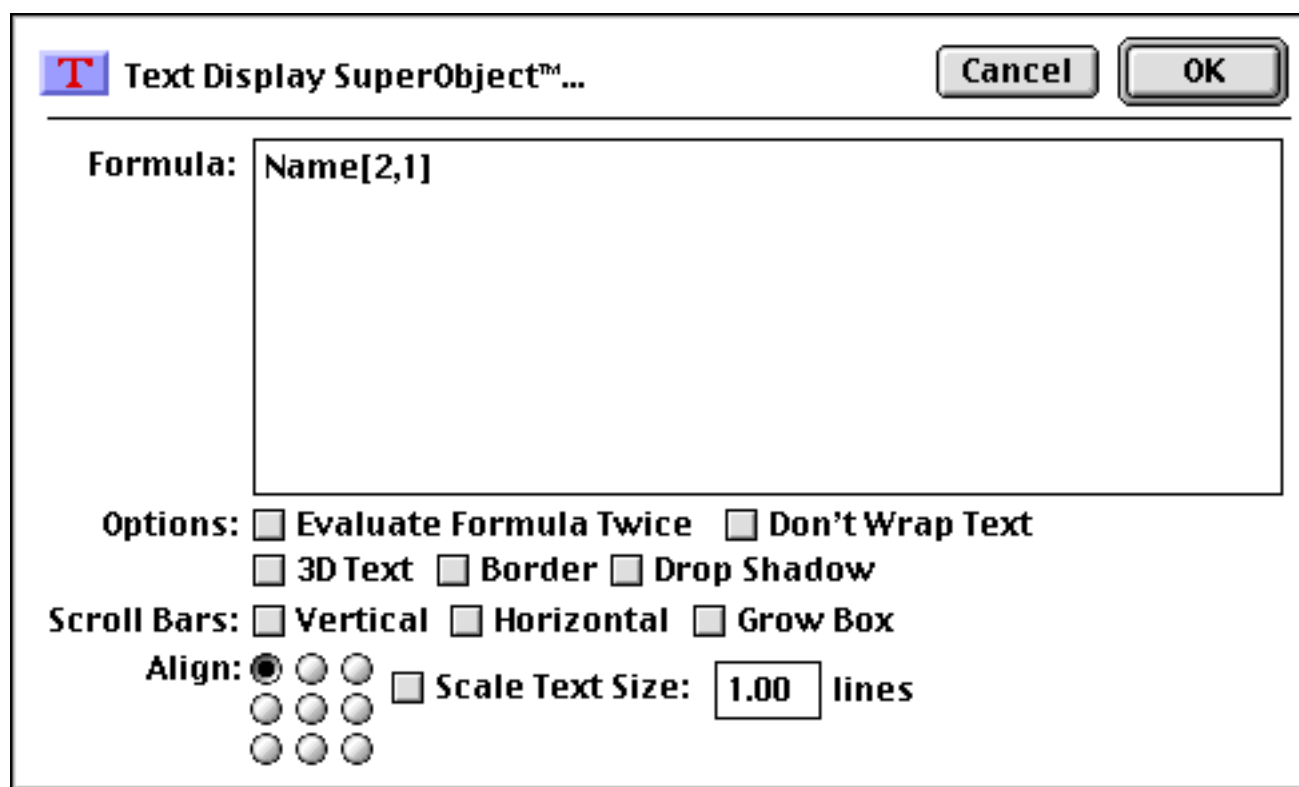 T Text Display SuperObject™... Cancel OK
Formula: Name[2,1]
Options: Evaluate Formula Twice Don't Wrap Text
3D Text Border Drop Shadow
Scroll Bars: Vertical Horizontal Grow Box
Align: Scale Text Size: 1.00 lines